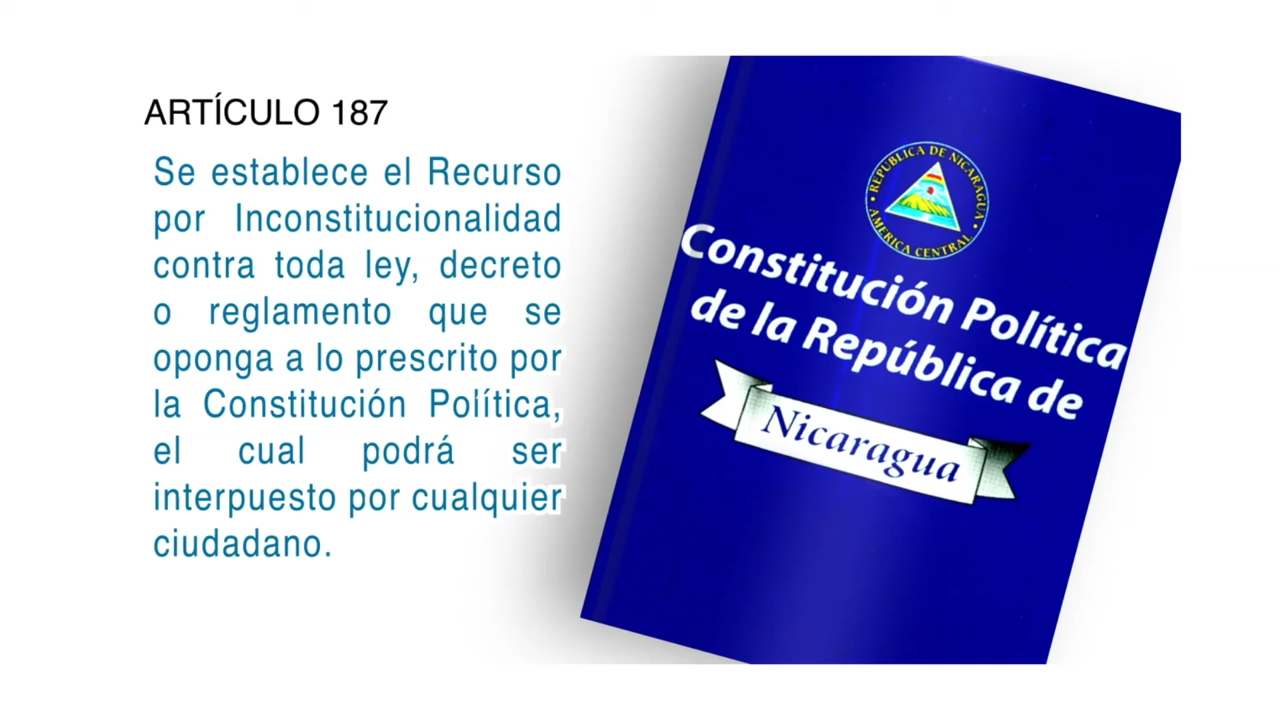 ARTÍCULO 187
Se establece el Recurso
por Inconstitucionalidad
contra toda ley, decreto
o reglamento que se
oponga a lo prescrito por
la Constitución Política,
el cual podrá ser
interpuesto por cualquier
ciudadano.
REPUBLICA DE NICARAGUA
AMERICA CENTRAL
Constitución Política
de la República de
Nicaragua